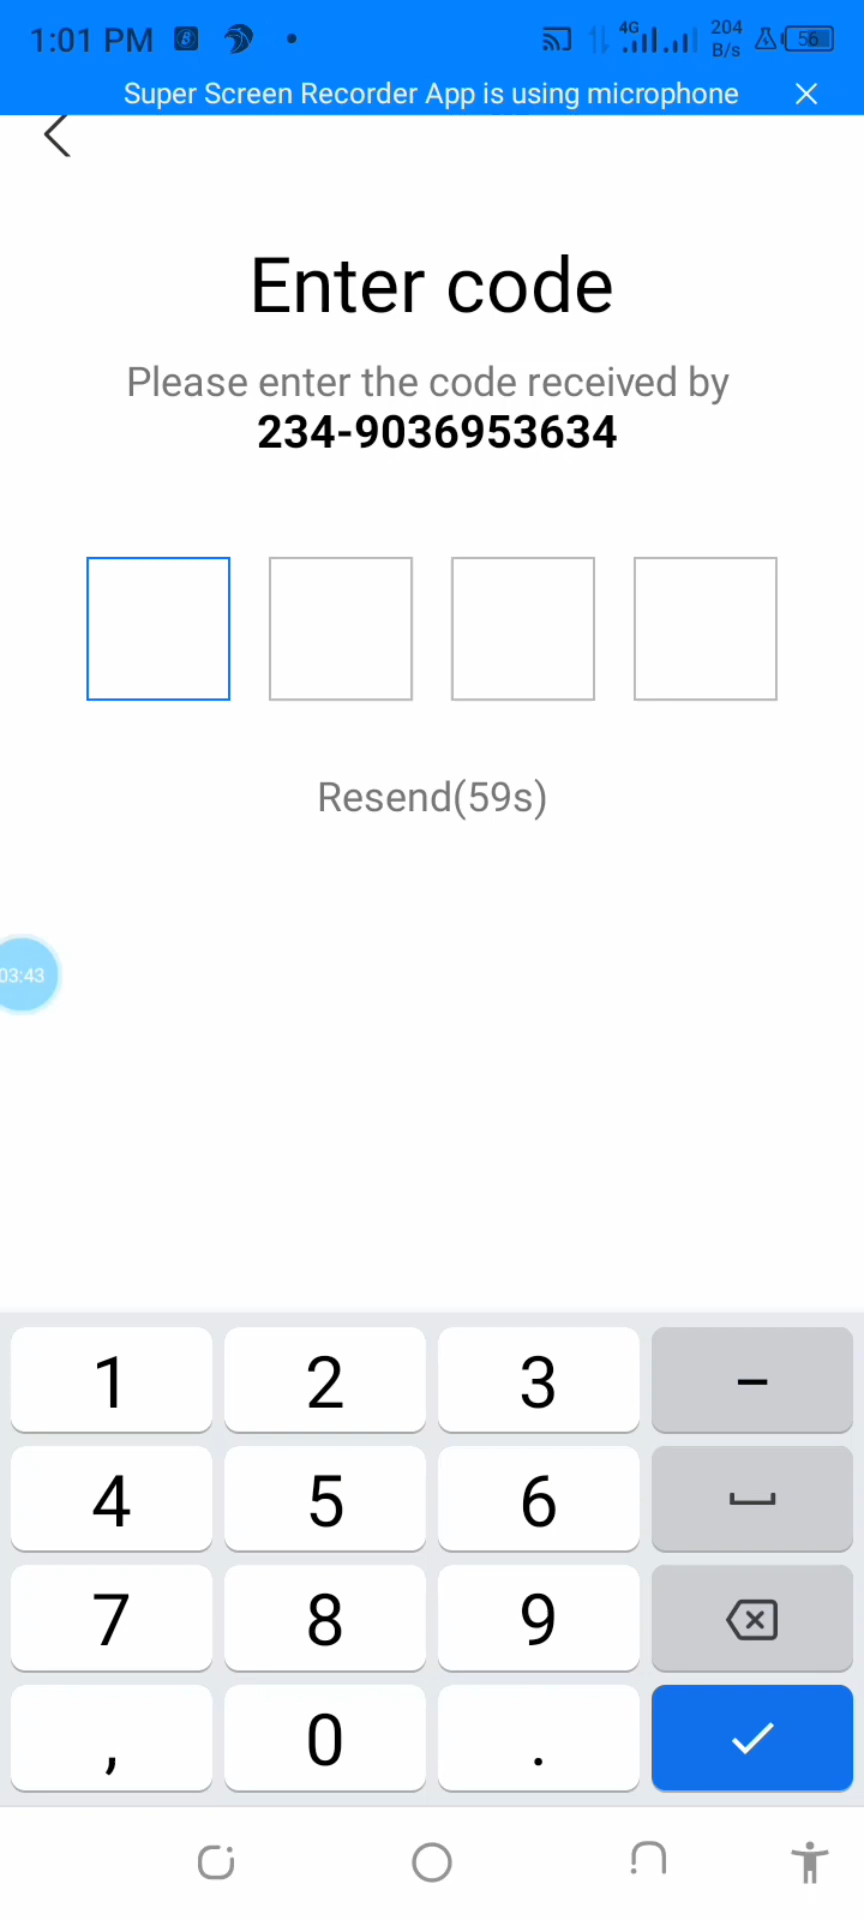 1:01 PM
4G
204
B/s
56
Super Screen Recorder App is using microphone
Enter code
Please enter the code received by
234-9036953634
Resend(59s)
03:43
1 2 3 -
4 5 6
7 8 9
, 0 .